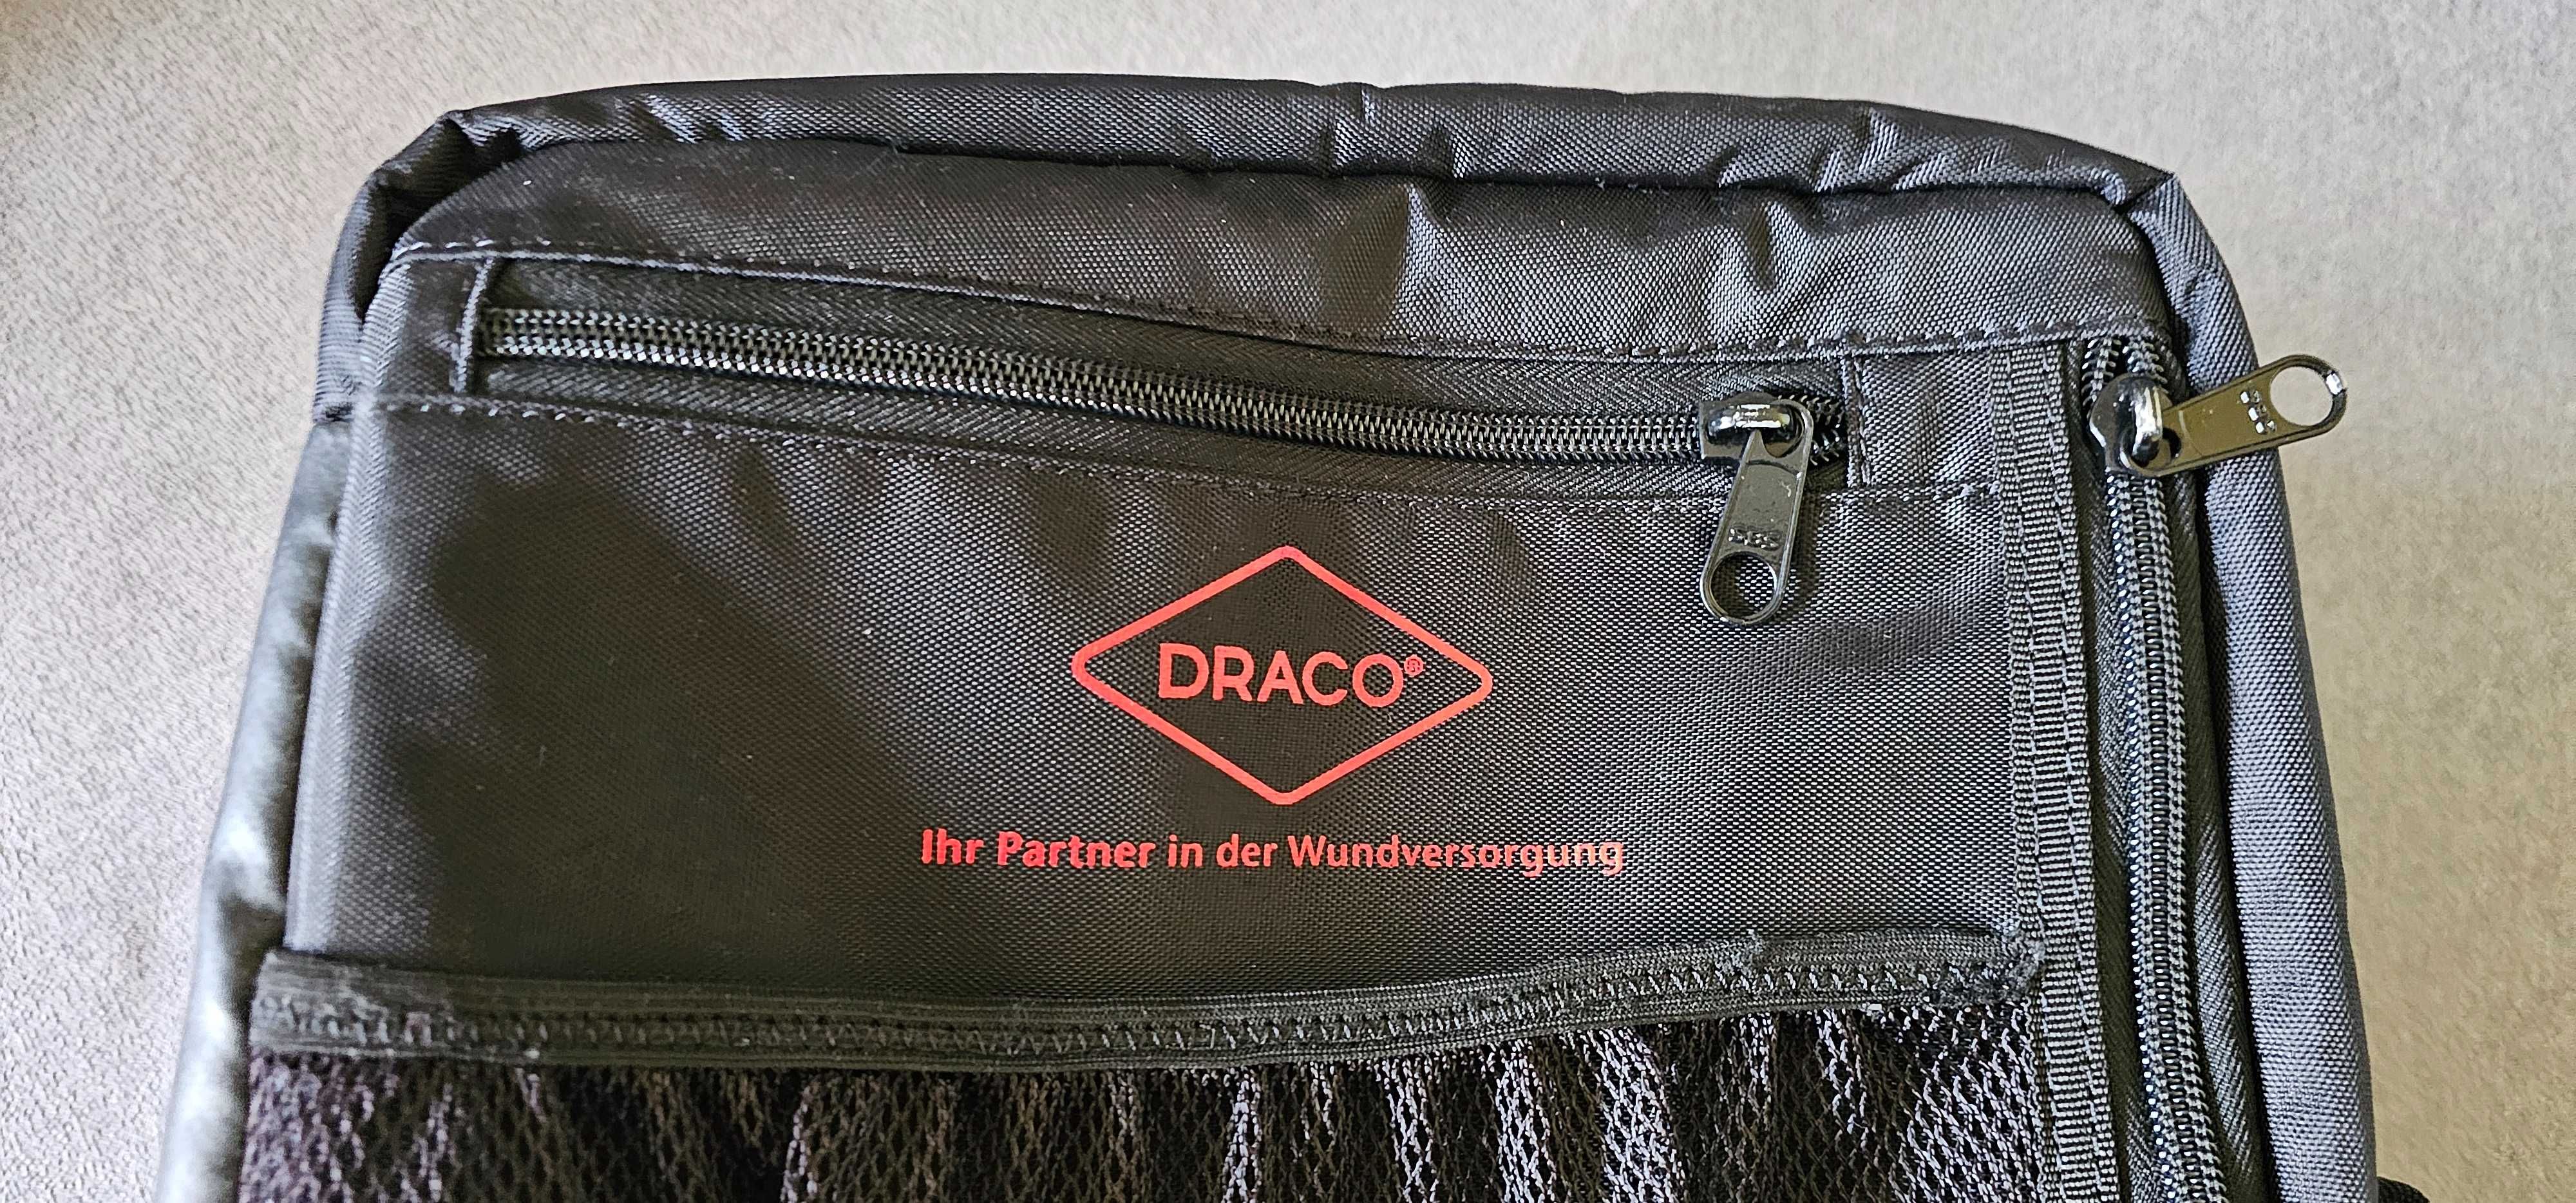 DRACO®
Ihr Partner in der Wundversorgung